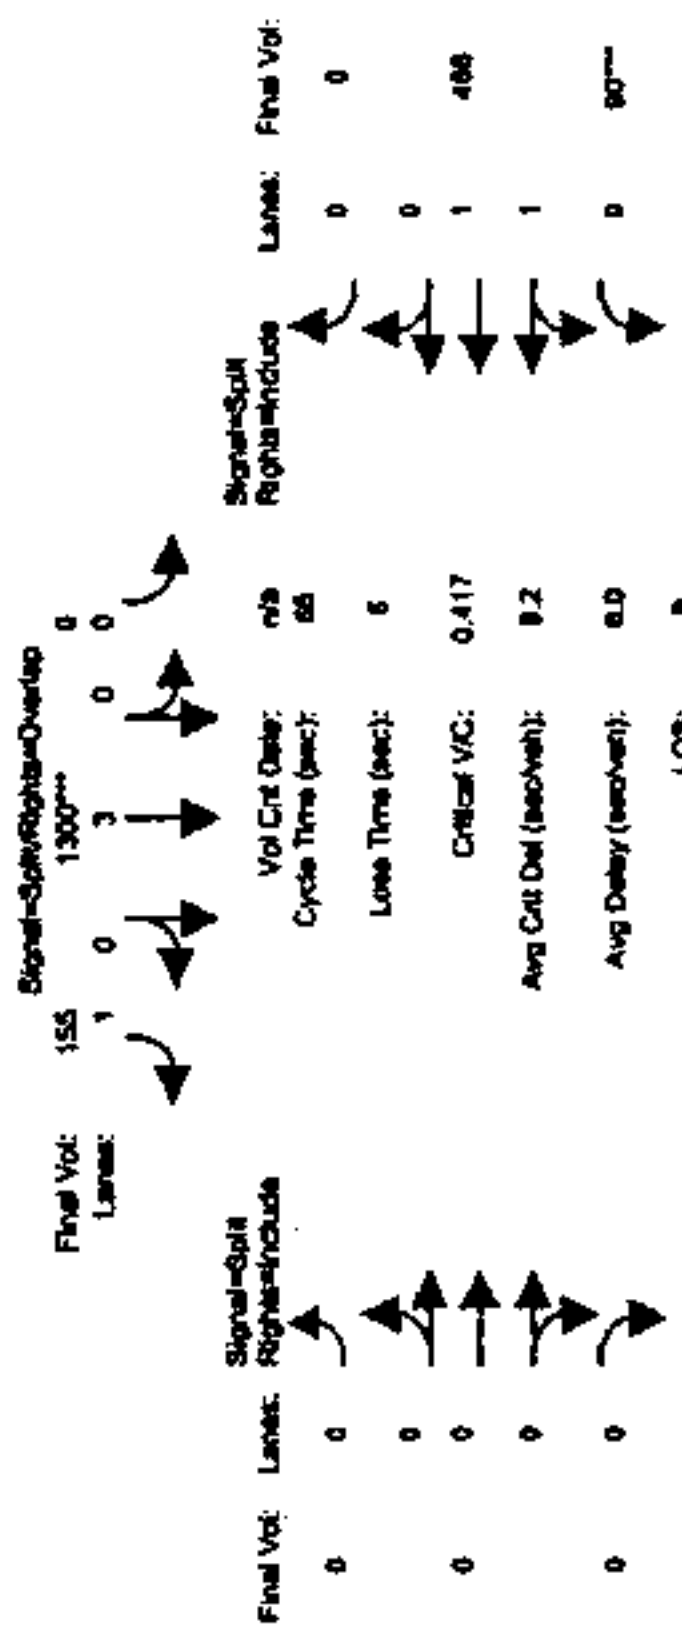 Signal=Split/Rights=Overlap
Final Vol: 155 1300*** 0
Lanes: 1 0 3 0 0
Signal=Split Signal=Split
Final Vol: Lanes: Rights=Include Vol Cnt Date: n/a Rights=Include Lanes: Final Vol:
Cycle Time (sec):
0 0 0 0
Loss Time (sec):
0 0
0 0 Critical V/C: 0.417 1
0 Avg Crit Del (sec/veh): 1
0 0 Avg Delay (sec/veh): 0
LOS: